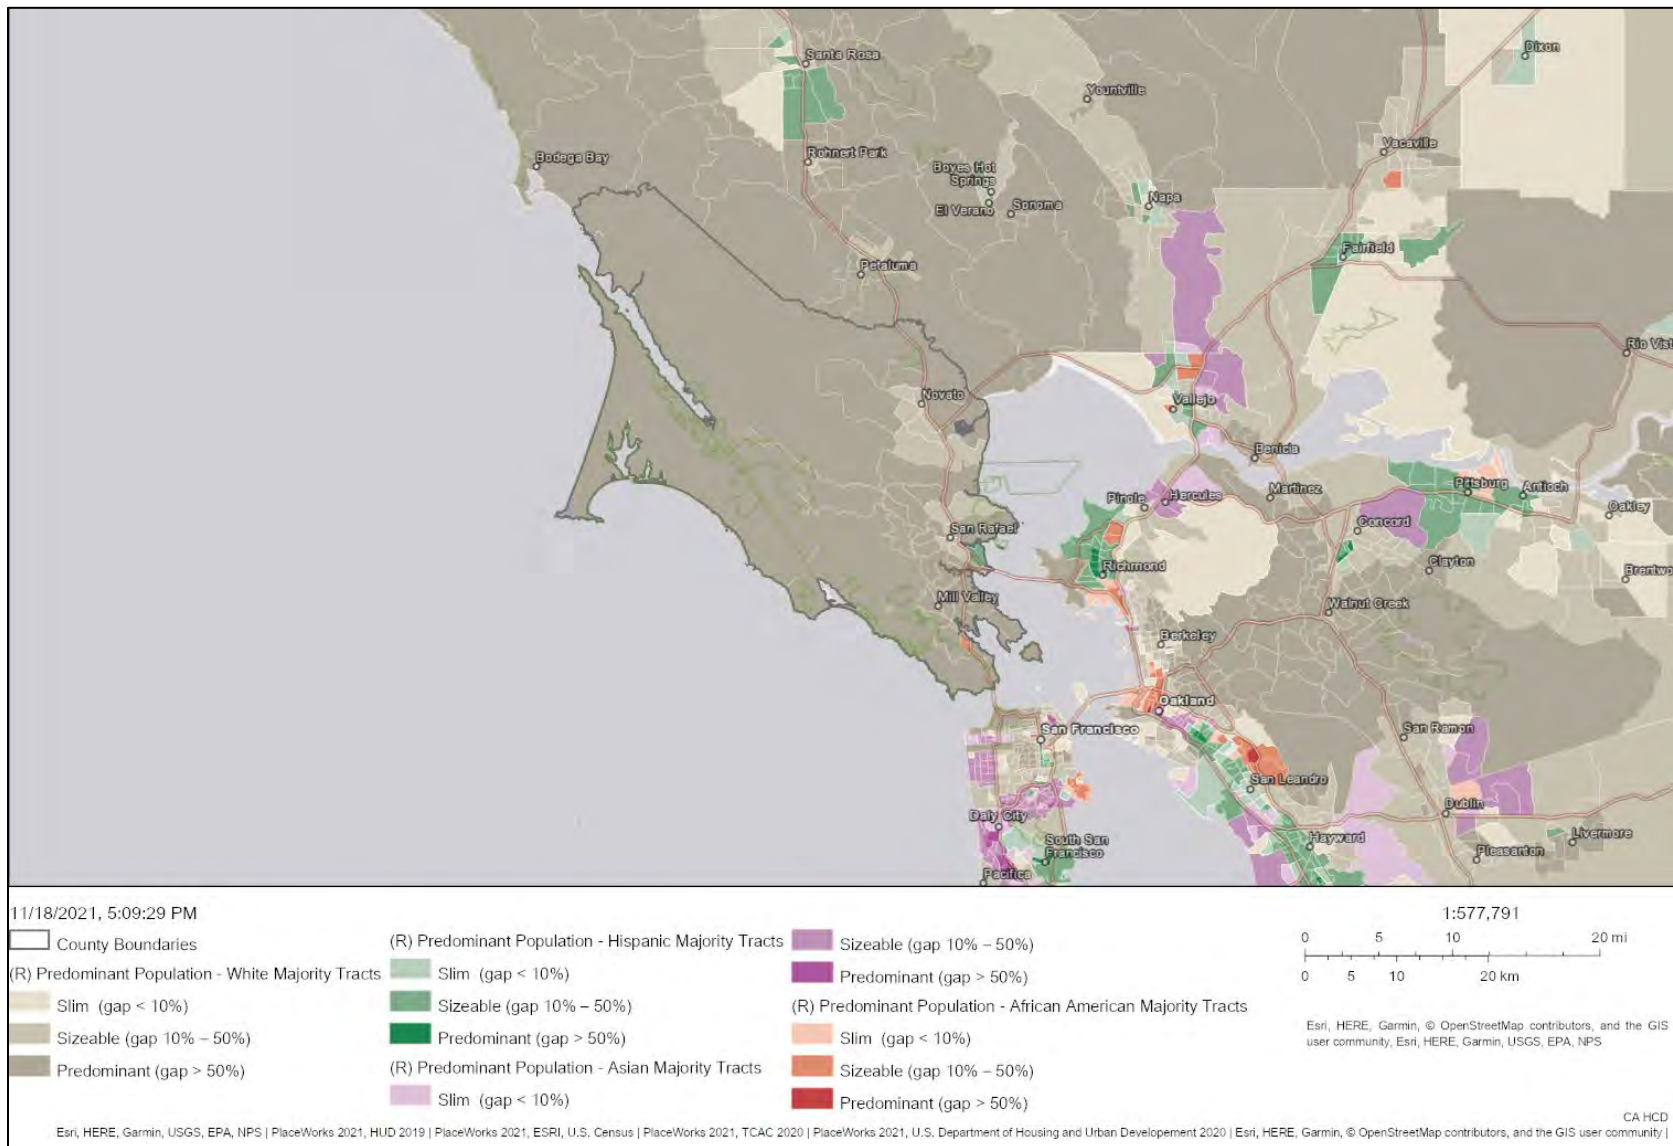 Santa Rosa
Dixon
Yountville
Vacaville
Bodega Bay
Rohnert Park
Boyes Hot
Springs
El Verano
Sonoma
Napa
Fairfield
Petaluma
Rio Vist
Novato
Vallejo
Benicia
Pinole
Hercules
Martinez
Pittsburg
Antioch
Oakley
San Rafael
Concord
Richmond
Clayton
Brentwo
Mill Valley
Walnut Creek
Berkeley
Oakland
San Francisco
San Ramon
San Leandro
Daly City
Dublin
South San
Francisco
Hayward
Livermore
Pleasanton
Pacifica
11/18/2021, 5:09:29 PM
County Boundaries
(R) Predominant Population - White Majority Tracts
Slim (gap < 10%)
Sizeable (gap 10% – 50%)
Predominant (gap > 50%)
(R) Predominant Population - Hispanic Majority Tracts
Slim (gap < 10%)
Sizeable (gap 10% – 50%)
Predominant (gap > 50%)
(R) Predominant Population - Asian Majority Tracts
Slim (gap < 10%)
Sizeable (gap 10% – 50%)
Predominant (gap > 50%)
(R) Predominant Population - African American Majority Tracts
Slim (gap < 10%)
Sizeable (gap 10% – 50%)
Predominant (gap > 50%)
1:577,791
0 5 10 20 mi
0 5 10 20 km
Esri, HERE, Garmin, © OpenStreetMap contributors, and the GIS
user community, Esri, HERE, Garmin, USGS, EPA, NPS
CA HCD
Esri, HERE, Garmin, USGS, EPA, NPS | PlaceWorks 2021, HUD 2019 | PlaceWorks 2021, ESRI, U.S. Census | PlaceWorks 2021, TCAC 2020 | PlaceWorks 2021, U.S. Department of Housing and Urban Developement 2020 | Esri, HERE, Garmin, © OpenStreetMap contributors, and the GIS user community |